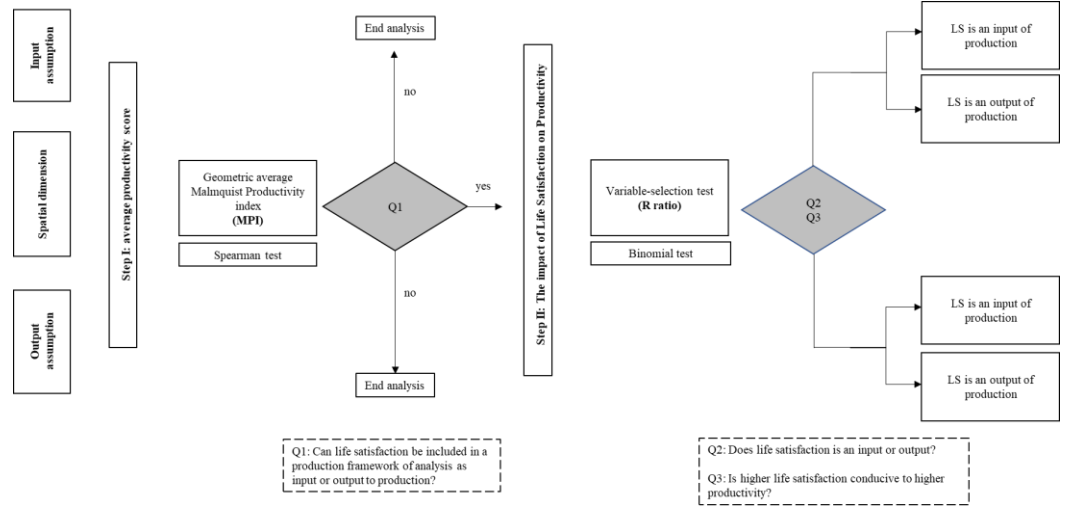 Input
assumption
Spatial dimension
Output
assumption
Step I: average productivity score
Geometric average
Malmquist Productivity
index
(MPI)
Spearman test
End analysis
no
Q1
yes
no
End analysis
Step II: The impact of Life Satisfaction on Productivity
Variable-selection test
(R ratio)
Binomial test
Q2
Q3
LS is an input of
production
LS is an output of
production
LS is an input of
production
LS is an output of
production
Q1: Can life satisfaction be included in a
production framework of analysis as
input or output to production?
Q2: Does life satisfaction is an input or output?
Q3: Is higher life satisfaction conducive to higher
productivity?